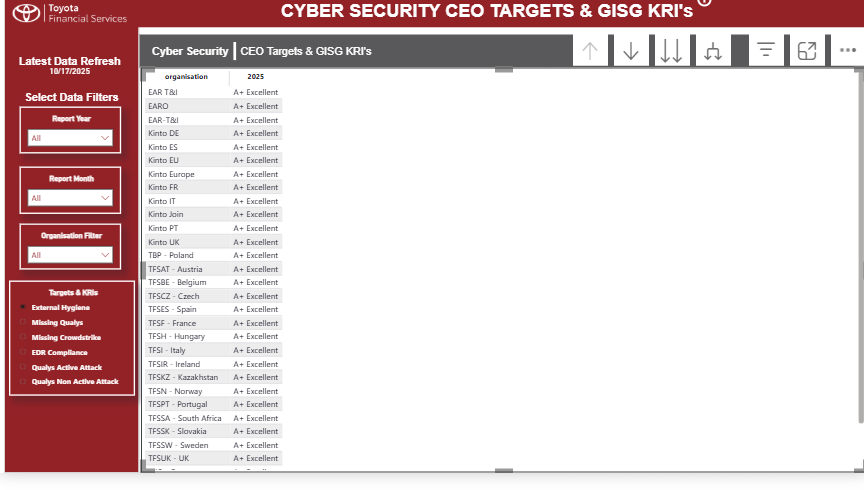 Toyota
Financial Services
CYBER SECURITY CEO TARGETS & GISG KRI's
Cyber Security | CEO Targets & GISG KRI's
Latest Data Refresh
10/17/2025
Select Data Filters
Report Year
All
Report Month
All
Organisation Filter
All
Targets & KRIs
External Hygiene
Missing Qualys
Missing Crowdstrike
EDR Compliance
Qualys Active Attack
Qualys Non Active Attack
organisation 2025
EAR T&I A+ Excellent
EARO A+ Excellent
EAR-T&I A+ Excellent
Kinto DE A+ Excellent
Kinto ES A+ Excellent
Kinto EU A+ Excellent
Kinto Europe A+ Excellent
Kinto FR A+ Excellent
Kinto IT A+ Excellent
Kinto Join A+ Excellent
Kinto PT A+ Excellent
Kinto UK A+ Excellent
TBP - Poland A+ Excellent
TFSAT - Austria A+ Excellent
TFSBE - Belgium A+ Excellent
TFSCZ - Czech A+ Excellent
TFSES - Spain A+ Excellent
TFSF - France A+ Excellent
TFSH - Hungary A+ Excellent
TFSI - Italy A+ Excellent
TFSIR - Ireland A+ Excellent
TFSKZ - Kazakhstan A+ Excellent
TFSN - Norway A+ Excellent
TFSPT - Portugal A+ Excellent
TFSSA - South Africa A+ Excellent
TFSSK - Slovakia A+ Excellent
TFSSW - Sweden A+ Excellent
TFSUK - UK A+ Excellent